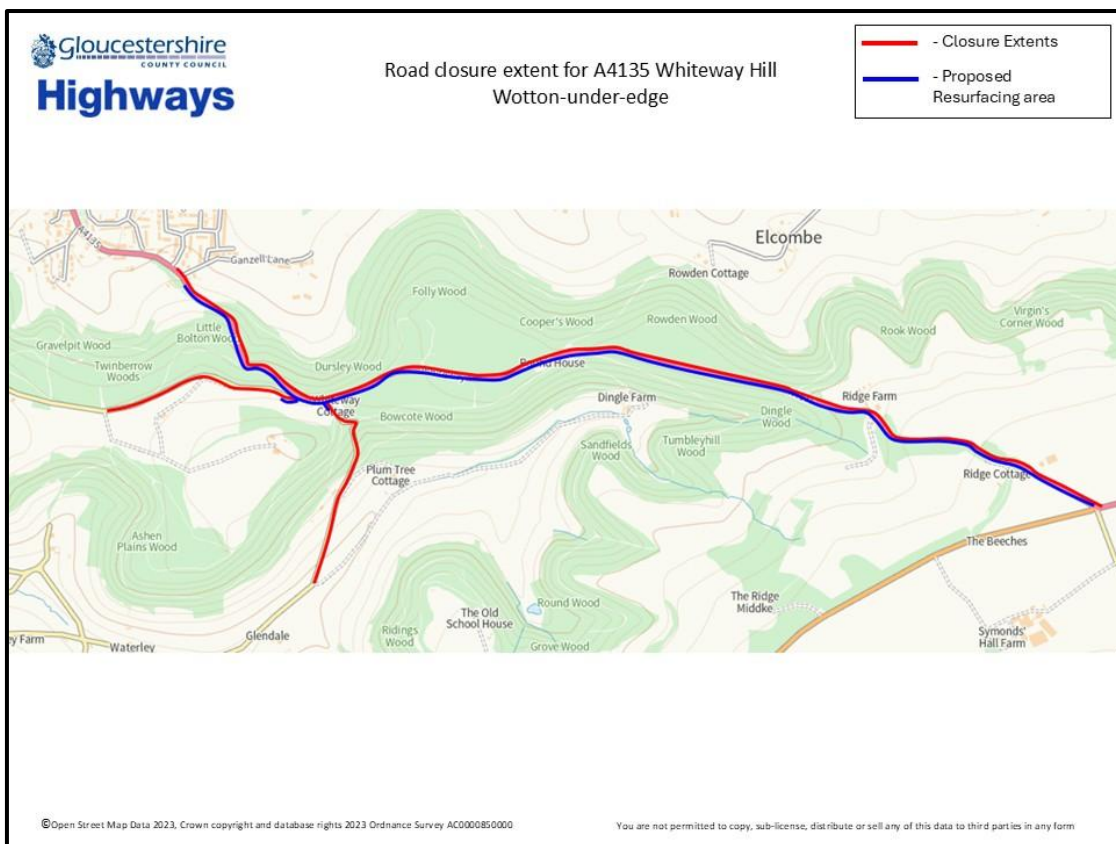 Gloucestershire
COUNTY COUNCIL
Highways
Road closure extent for A4135 Whiteway Hill
Wotton-under-edge
- Closure Extents
- Proposed
Resurfacing area
A4135
Ganzell Lane
Elcombe
Rowden Cottage
Folly Wood
Virgin's
Corner Wood
Cooper's Wood
Rowden Wood
Rook Wood
Little
Bolton Wood
Gravelpit Wood
Twinberrow
Woods
Dursley Wood
House
Cottage
Bowcote Wood
Dingle Farm
Ridge Farm
Dingle
Wood
Sandfields
Wood
Tumbleyhill
Wood
Plum Tree
Cottage
Ridge Cottage
Ashen
Plains Wood
The Beeches
The Ridge
Middke
Round Wood
The Old
School House
Glendale
Ridings
Wood
Grove Wood
Symonds'
Hall Farm
ey Farm
Waterley
©Open Street Map Data 2023, Crown copyright and database rights 2023 Ordnance Survey AC0000850000
You are not permitted to copy, sub-license, distribute or sell any of this data to third parties in any form